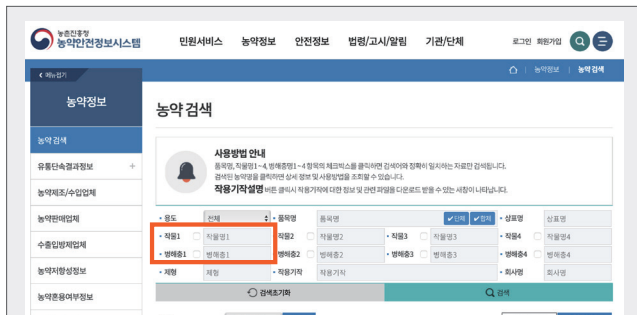 농촌진흥청
농약안전정보시스템
민원서비스 농약정보 안전정보 법령/고시/알림 기관/단체 로그인 회원가입
메뉴접기
농약정보 농약 검색
농약정보
농약 검색
농약 검색
유통단속결과정보 +
농약제조/수입업체
농약판매업체
수출입방제업체
농약저항성정보
농약혼용여부정보
사용방법 안내
품목명, 작물명1~4, 병해충명1~4 항목의 체크박스를 클릭하면 검색어와 정확히 일치하는 자료만 검색됩니다.
검색된 농약명을 클릭하면 상세 정보 및 사용방법을 조회할 수 있습니다.
작용기작설명 버튼 클릭시 작용기작에 대한 정보 및 관련 파일을 다운로드 받을 수 있는 새창이 나타납니다.
용도 전체 품목명 품목명 상표명 상표명
작물1 작물명1 작물2 작물명2 작물3 작물명3 작물4 작물명4
병해충1 병해충1 병해충2 병해충2 병해충3 병해충3 병해충4 병해충4
제형 제형 작용기작 작용기작 회사명 회사명
검색초기화 검색